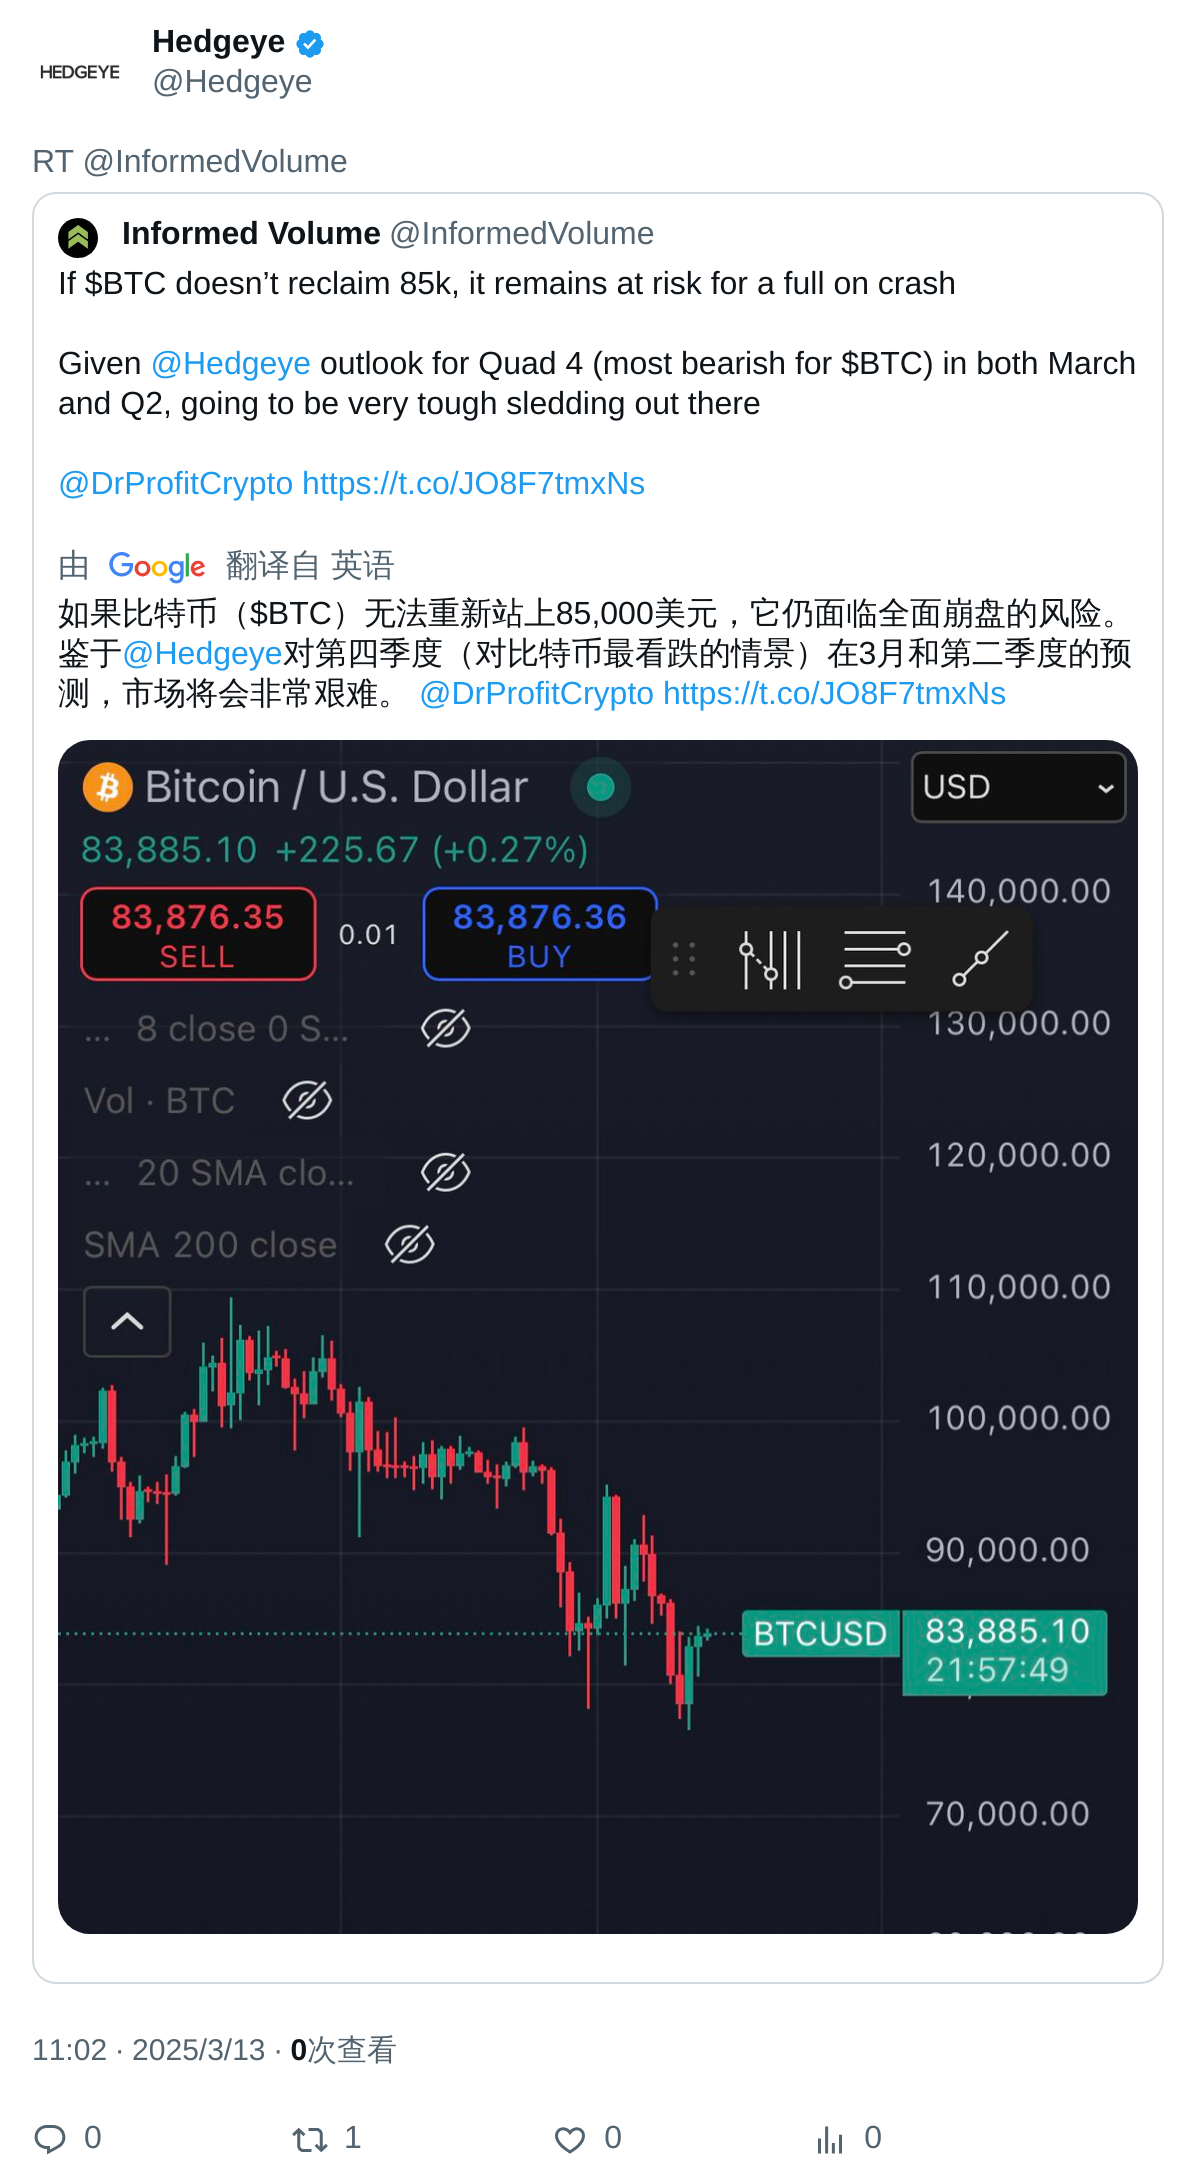 Hedgeye
HEDGEYE
@Hedgeye
RT @InformedVolume
Informed Volume @InformedVolume
If $BTC doesn’t reclaim 85k, it remains at risk for a full on crash
Given @Hedgeye outlook for Quad 4 (most bearish for $BTC) in both March
and Q2, going to be very tough sledding out there
@DrProfitCrypto https://t.co/JO8F7tmxNs
由 Google 翻译自 英语
如果比特币（$BTC）无法重新站上85,000美元，它仍面临全面崩盘的风险。
鉴于@Hedgeye对第四季度（对比特币最看跌的情景）在3月和第二季度的预
测，市场将会非常艰难。 @DrProfitCrypto https://t.co/JO8F7tmxNs
Bitcoin / U.S. Dollar
USD
83,885.10 +225.67 (+0.27%)
140,000.00
83,876.35
SELL
0.01
83,876.36
BUY
130,000.00
... 8 close 0 S...
Vol · BTC
120,000.00
... 20 SMA clo...
SMA 200 close
110,000.00
100,000.00
90,000.00
BTCUSD
83,885.10
21:57:49
70,000.00
11:02 · 2025/3/13 · 0次查看
0 1 0 0